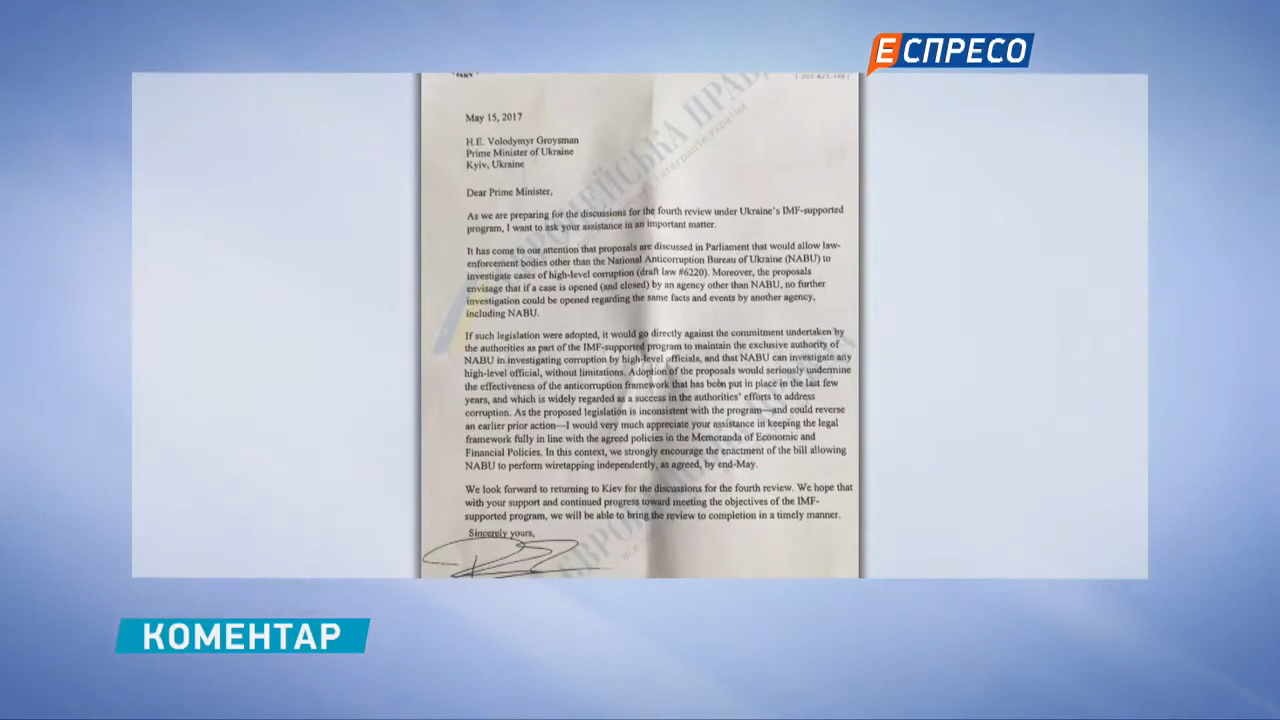 ЕСПРЕСО
May 15, 2017
H.E. Volodymyr Groysman
Prime Minister of Ukraine
Kyiv, Ukraine
Dear Prime Minister,
As we are preparing for the discussions for the fourth review under Ukraine's IMF-supported
program, I want to ask your assistance in an important matter.
It has come to our attention that proposals are discussed in Parliament that would allow law-
enforcement bodies other than the National Anticorruption Bureau of Ukraine (NABU) to
investigate cases of high-level corruption (draft law #6220). Moreover, the proposals
envisage that if a case is opened (and closed) by an agency other than NABU, no further
investigation could be opened regarding the same facts and events by another agency,
including NABU.
If such legislation were adopted, it would go directly against the commitment undertaken by
the authorities as part of the IMF-supported program to maintain the exclusive authority of
NABU in investigating corruption by high-level officials, and that NABU can investigate any
high-level official, without limitations. Adoption of the proposals would seriously undermine
the effectiveness of the anticorruption framework that has been put in place in the last few
years, and which is widely regarded as a success in the authorities' efforts to address
corruption. As the proposed legislation is inconsistent with the program—and could reverse
an earlier prior action—I would very much appreciate your assistance in keeping the legal
framework fully in line with the agreed policies in the Memoranda of Economic and
Financial Policies. In this context, we strongly encourage the enactment of the bill allowing
NABU to perform wiretapping independently, as agreed, by end-May.
We look forward to returning to Kiev for the discussions for the fourth review. We hope that
with your support and continued progress toward meeting the objectives of the IMF-
supported program, we will be able to bring the review to completion in a timely manner.
Sincerely yours,
КОМЕНТАР